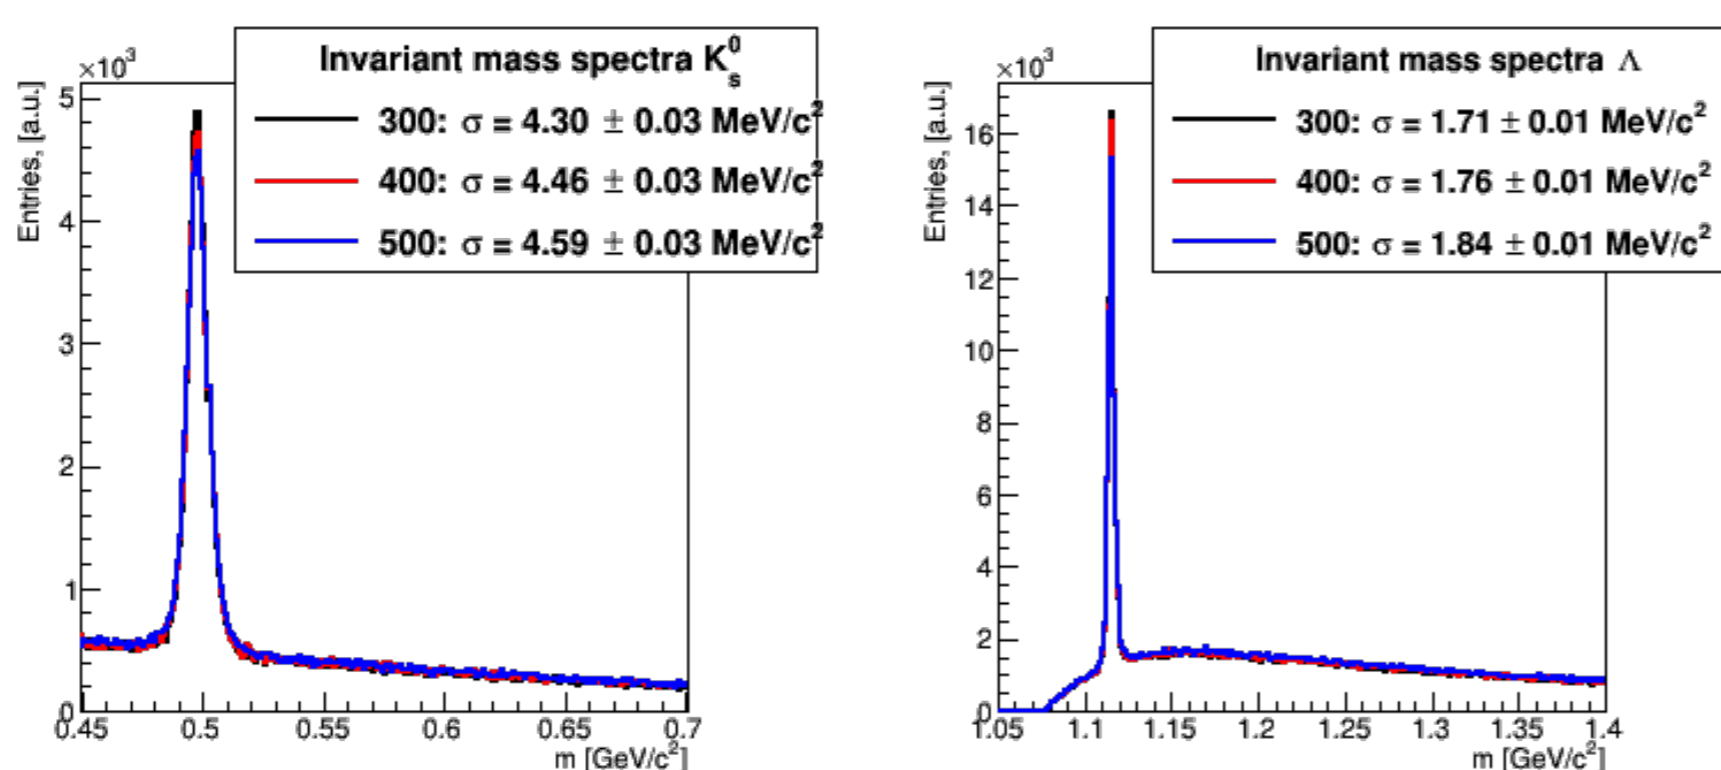 Invariant mass spectra K⁰ₛ
300: σ = 4.30 ± 0.03 MeV/c²
400: σ = 4.46 ± 0.03 MeV/c²
500: σ = 4.59 ± 0.03 MeV/c²
×10³
Entries, [a.u.]
5
4
3
2
1
0
0.45 0.5 0.55 0.6 0.65 0.7
m [GeV/c²]
Invariant mass spectra Λ
300: σ = 1.71 ± 0.01 MeV/c²
400: σ = 1.76 ± 0.01 MeV/c²
500: σ = 1.84 ± 0.01 MeV/c²
×10³
Entries, [a.u.]
16
14
12
10
8
6
4
2
0
1.05 1.1 1.15 1.2 1.25 1.3 1.35 1.4
m [GeV/c²]